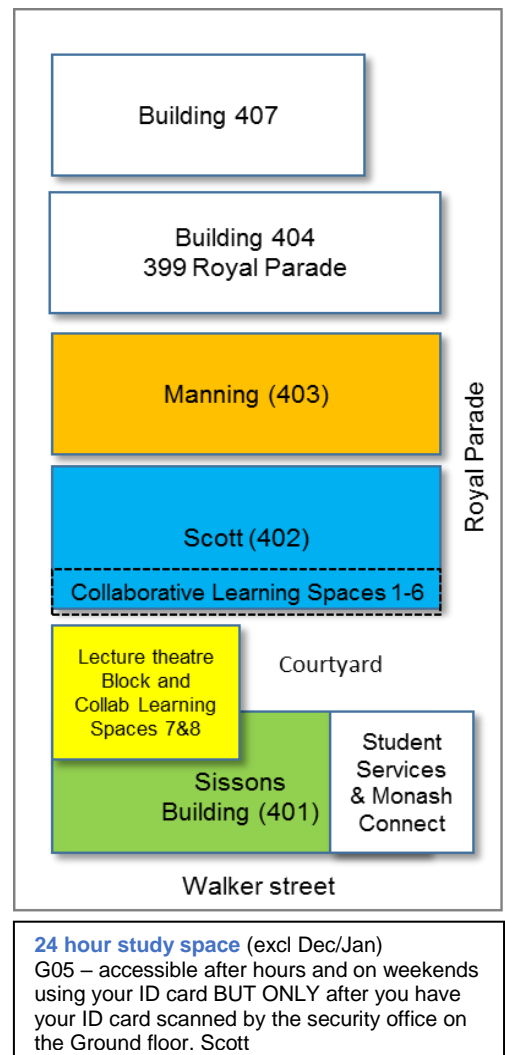 Building 407
Building 404
399 Royal Parade
Manning (403)
Royal Parade
Scott (402)
Collaborative Learning Spaces 1-6
Lecture theatre
Block and
Collab Learning
Spaces 7&8
Courtyard
Student
Services
& Monash
Connect
Sissons
Building (401)
Walker street
24 hour study space (excl Dec/Jan)
G05 – accessible after hours and on weekends
using your ID card BUT ONLY after you have
your ID card scanned by the security office on
the Ground floor. Scott